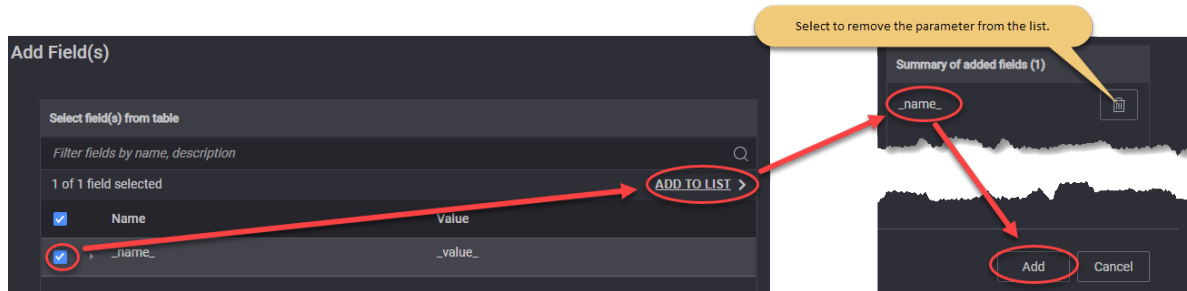 Select to remove the parameter from the list.
Add Field(s)
Select field(s) from table
Filter fields by name, description
1 of 1 field selected
ADD TO LIST >
Name Value
_name_ _value_
Summary of added fields (1)
_name_
Add Cancel